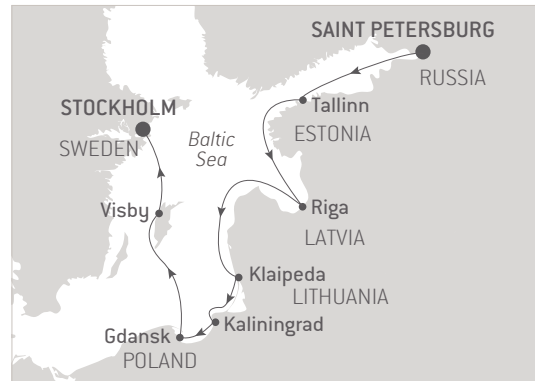 SAINT PETERSBURG
RUSSIA
Tallinn
ESTONIA
STOCKHOLM
SWEDEN
Baltic
Sea
Visby
Riga
LATVIA
Klaipeda
LITHUANIA
Kaliningrad
Gdansk
POLAND